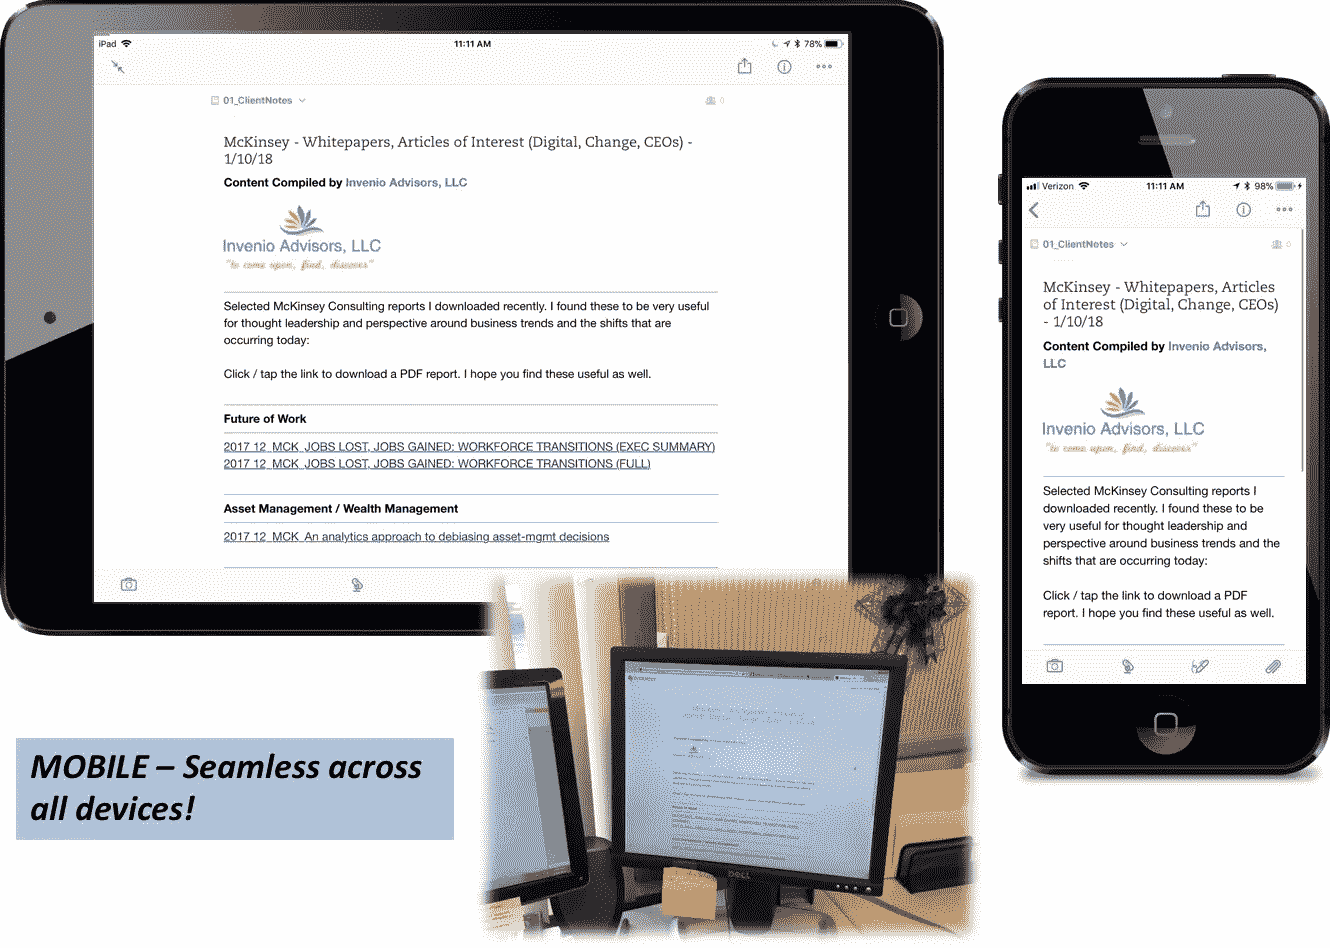 iPad
11:11 AM
78%
01_ClientNotes
0
McKinsey - Whitepapers, Articles of Interest (Digital, Change, CEOs) -
1/10/18
Content Compiled by Invenio Advisors, LLC
Invenio Advisors, LLC
"to come upon, find, discover"
Selected McKinsey Consulting reports I downloaded recently. I found these to be very useful
for thought leadership and perspective around business trends and the shifts that are
occurring today:
Click / tap the link to download a PDF report. I hope you find these useful as well.
Future of Work
2017 12_MCK_JOBS LOST, JOBS GAINED: WORKFORCE TRANSITIONS (EXEC SUMMARY)
2017 12_MCK_JOBS LOST, JOBS GAINED: WORKFORCE TRANSITIONS (FULL)
Asset Management / Wealth Management
2017 12_MCK_An analytics approach to debiasing asset-mgmt decisions
Verizon
11:11 AM
98%
01_ClientNotes
0
McKinsey - Whitepapers, Articles
of Interest (Digital, Change, CEOs)
- 1/10/18
Content Compiled by Invenio Advisors,
LLC
Invenio Advisors, LLC
"to come upon, find, discover"
Selected McKinsey Consulting reports I
downloaded recently. I found these to be
very useful for thought leadership and
perspective around business trends and the
shifts that are occurring today:
Click / tap the link to download a PDF
report. I hope you find these useful as well.
MOBILE – Seamless across
all devices!
DELL